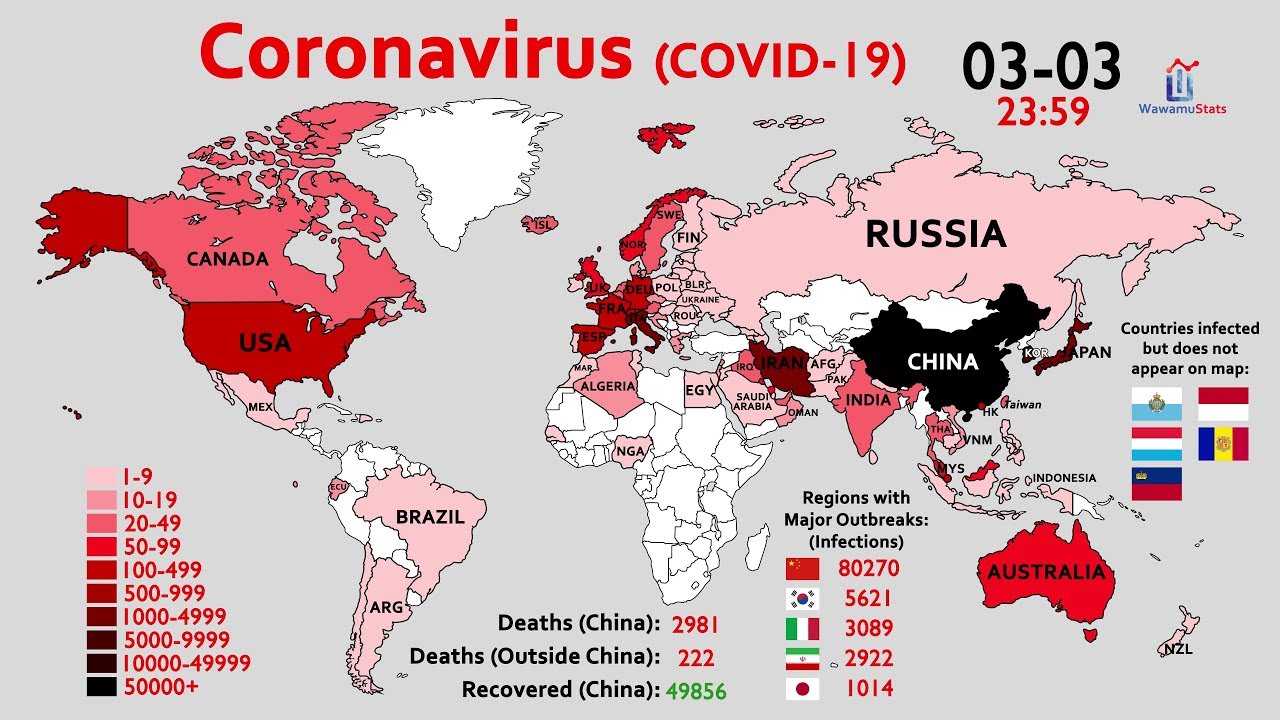 Coronavirus (COVID-19)
03-03
23:59
WawamuStats
CANADA
USA
MEX
ECU
BRAZIL
ARG
ISL
NOR
SWE
FIN
RUSSIA
UK
DEU
POL
BLR
UKRAINE
FRA
ITA
ROU
ESP
MAR
ALGERIA
EGY
NGA
IRQ
IRAN
AFG
PAK
SAUDI
ARABIA
OMAN
INDIA
CHINA
KOR
JAPAN
HK
Taiwan
THA
VNM
MYS
INDONESIA
AUSTRALIA
NZL
Countries infected
but does not
appear on map:
1-9
10-19
20-49
50-99
100-499
500-999
1000-4999
5000-9999
10000-49999
50000+
Deaths (China): 2981
Deaths (Outside China): 222
Recovered (China): 49856
Regions with
Major Outbreaks:
(Infections)
80270
5621
3089
2922
1014